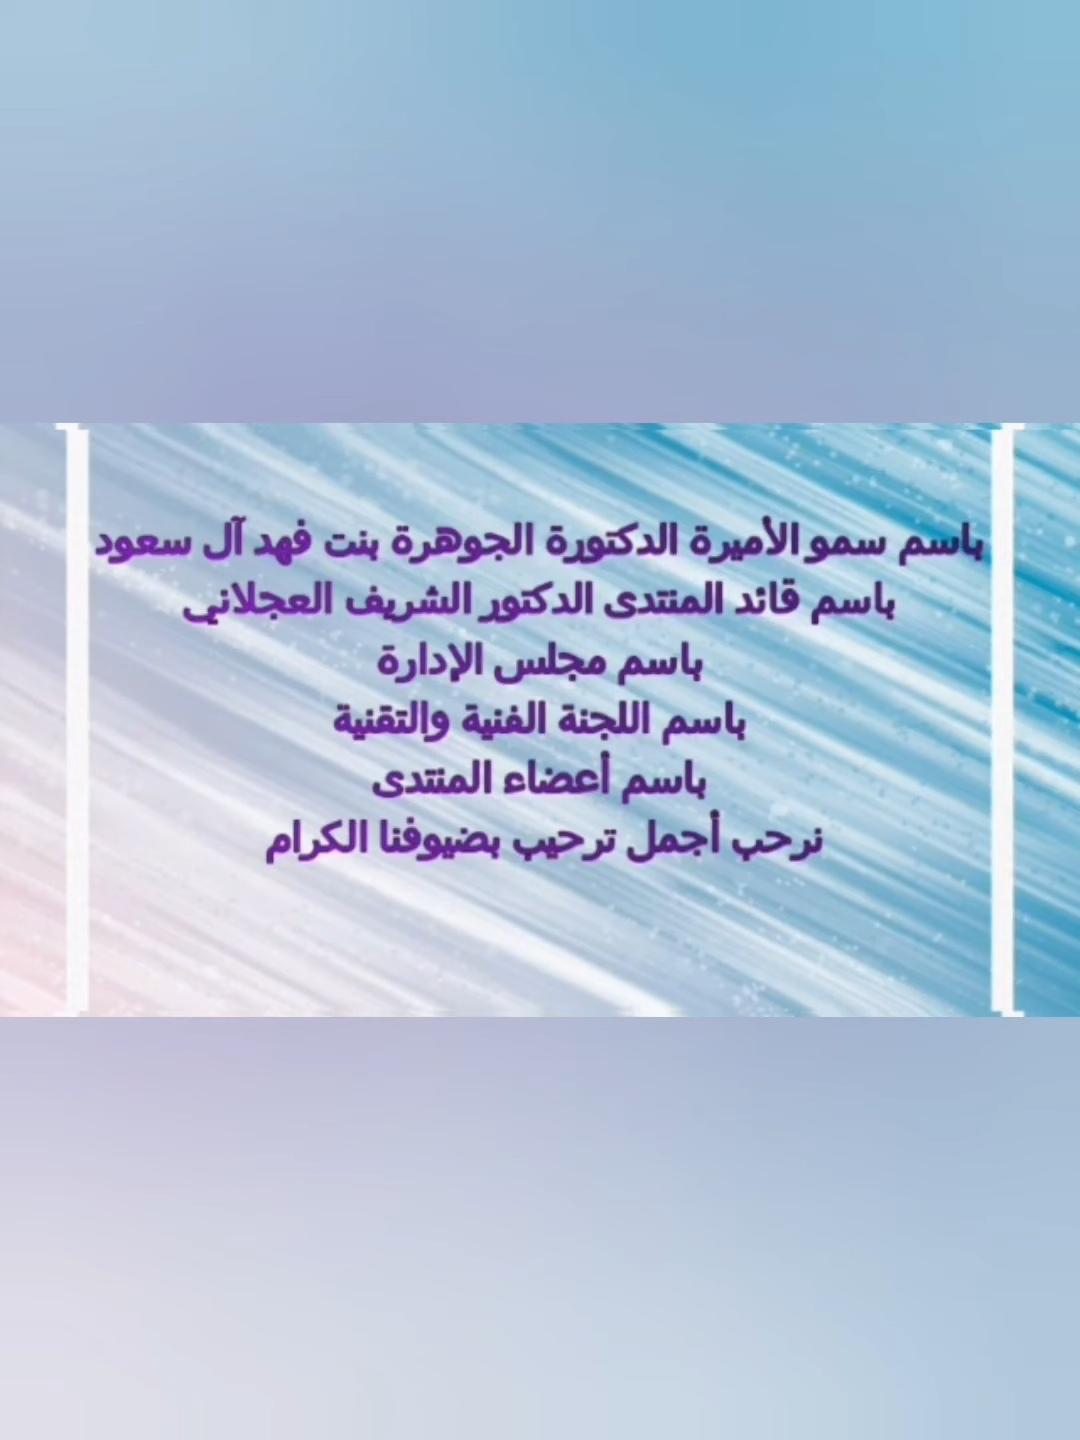 باسم سمو الأميرة الدكتورة الجوهرة بنت فهد آل سعود
باسم قائد المنتدى الدكتور الشريف العجلاني
باسم مجلس الإدارة
باسم اللجنة الفنية والتقنية
باسم أعضاء المنتدى
نرحب أجمل ترحيب بضيوفنا الكرام